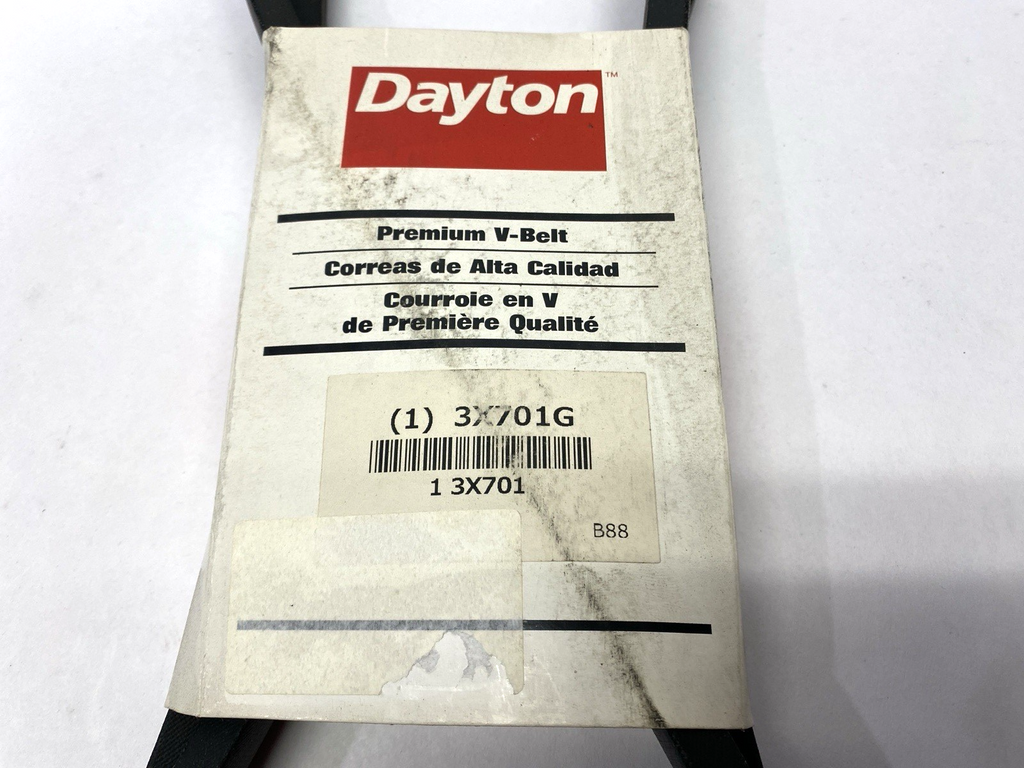 Dayton™
Premium V-Belt
Correas de Alta Calidad
Courroie en V
de Première Qualité
(1) 3X701G
1 3X701
B88